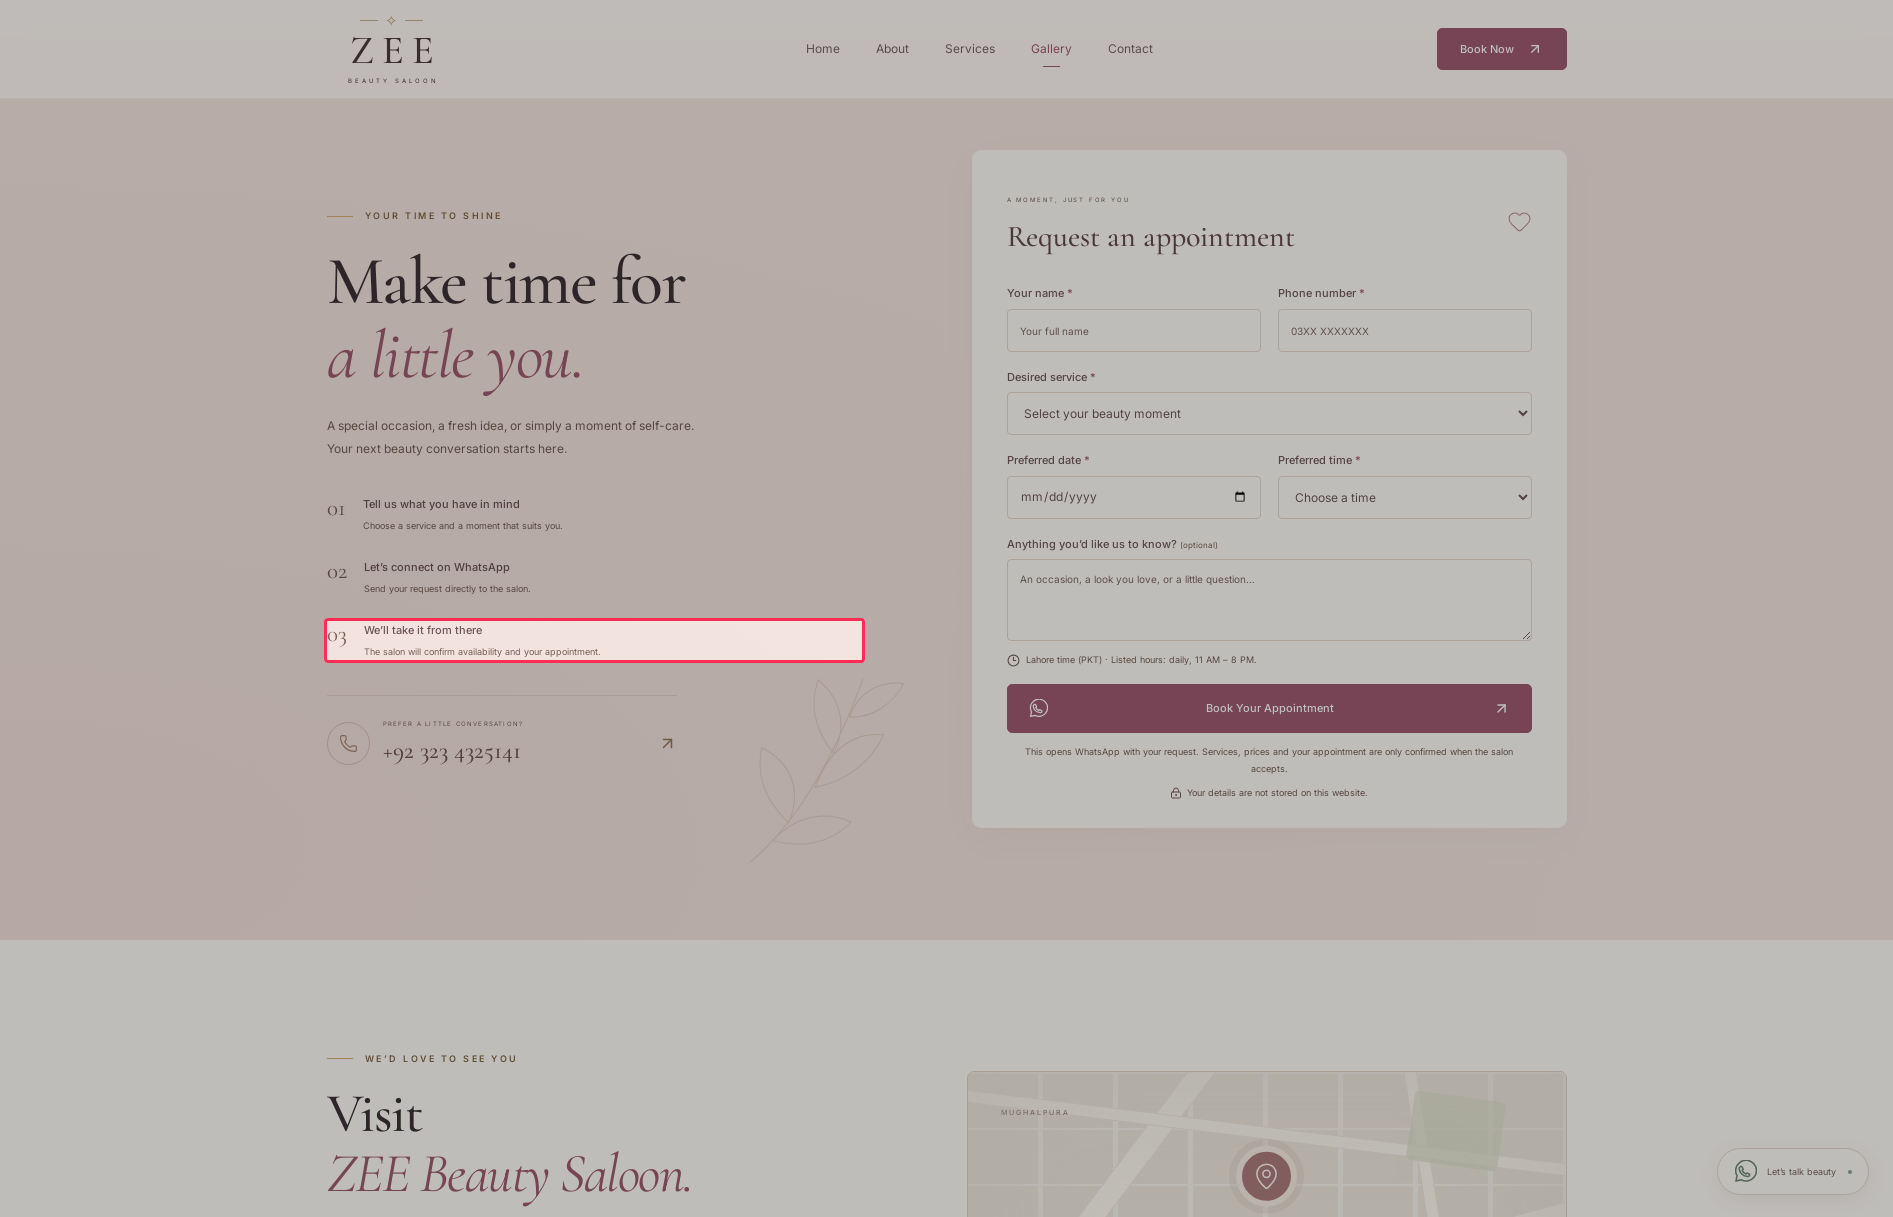 ZEE
BEAUTY SALOON
Home
About
Services
Gallery
Contact
Book Now
YOUR TIME TO SHINE
Make time for
a little you.
A special occasion, a fresh idea, or simply a moment of self-care.
Your next beauty conversation starts here.
01
Tell us what you have in mind
Choose a service and a moment that suits you.
02
Let's connect on WhatsApp
Send your request directly to the salon.
03
We'll take it from there
The salon will confirm availability and your appointment.
PREFER A LITTLE CONVERSATION?
+92 323 4325141
A MOMENT, JUST FOR YOU
Request an appointment
Your name *
Phone number *
Your full name
03XX XXXXXXX
Desired service *
Select your beauty moment
Preferred date *
Preferred time *
mm/dd/yyyy
Choose a time
Anything you'd like us to know? (optional)
An occasion, a look you love, or a little question...
Lahore time (PKT) · Listed hours: daily, 11 AM – 8 PM.
Book Your Appointment
This opens WhatsApp with your request. Services, prices and your appointment are only confirmed when the salon
accepts.
Your details are not stored on this website.
WE'D LOVE TO SEE YOU
Visit
ZEE Beauty Saloon.
MUGHALPURA
Let's talk beauty